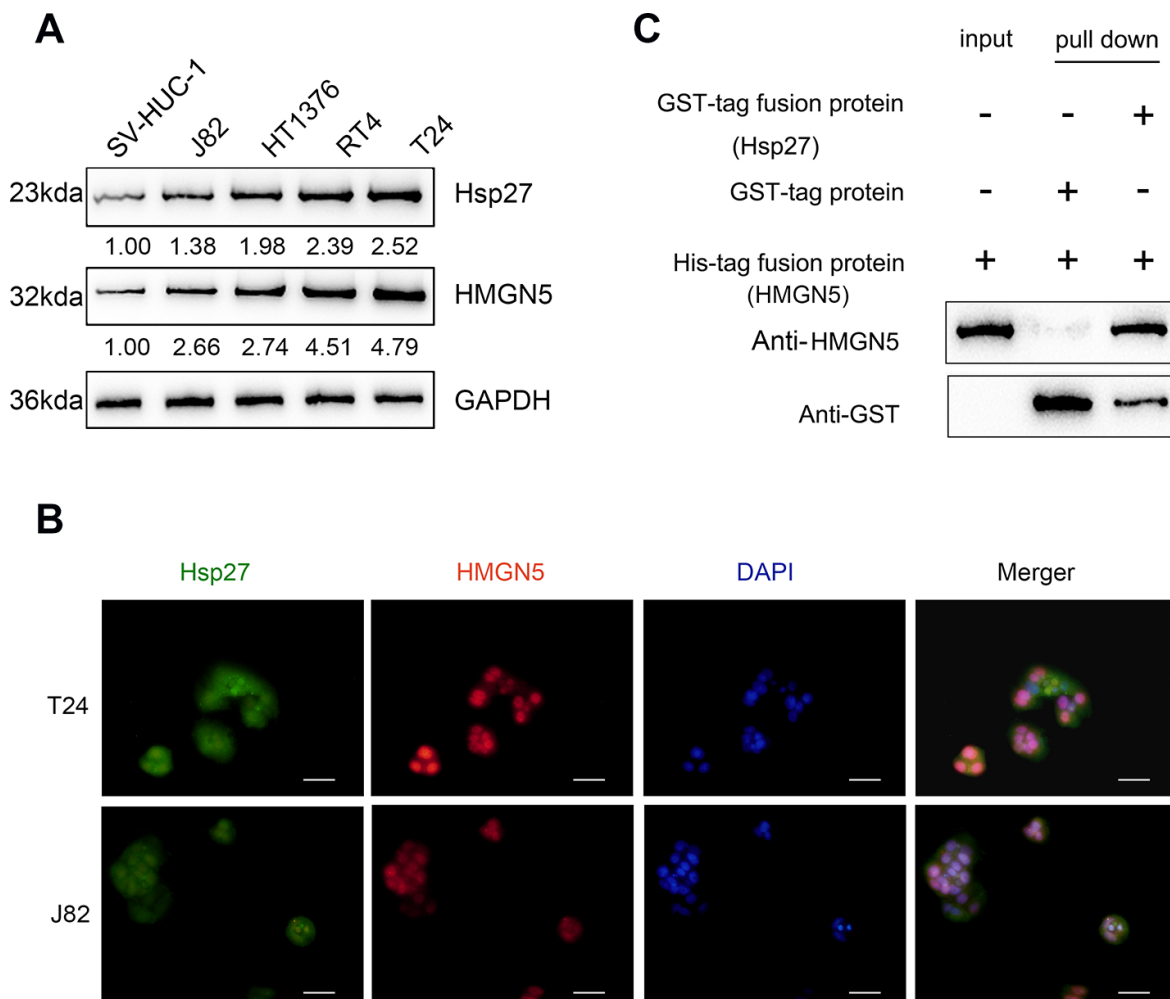 A
SV-HUC-1 J82 HT1376 RT4 T24
23kda Hsp27
1.00 1.38 1.98 2.39 2.52
32kda HMGN5
1.00 2.66 2.74 4.51 4.79
36kda GAPDH
C
input pull down
GST-tag fusion protein - - +
(Hsp27)
GST-tag protein - + -
His-tag fusion protein + + +
(HMGN5)
Anti-HMGN5
Anti-GST
B
Hsp27 HMGN5 DAPI Merger
T24
J82